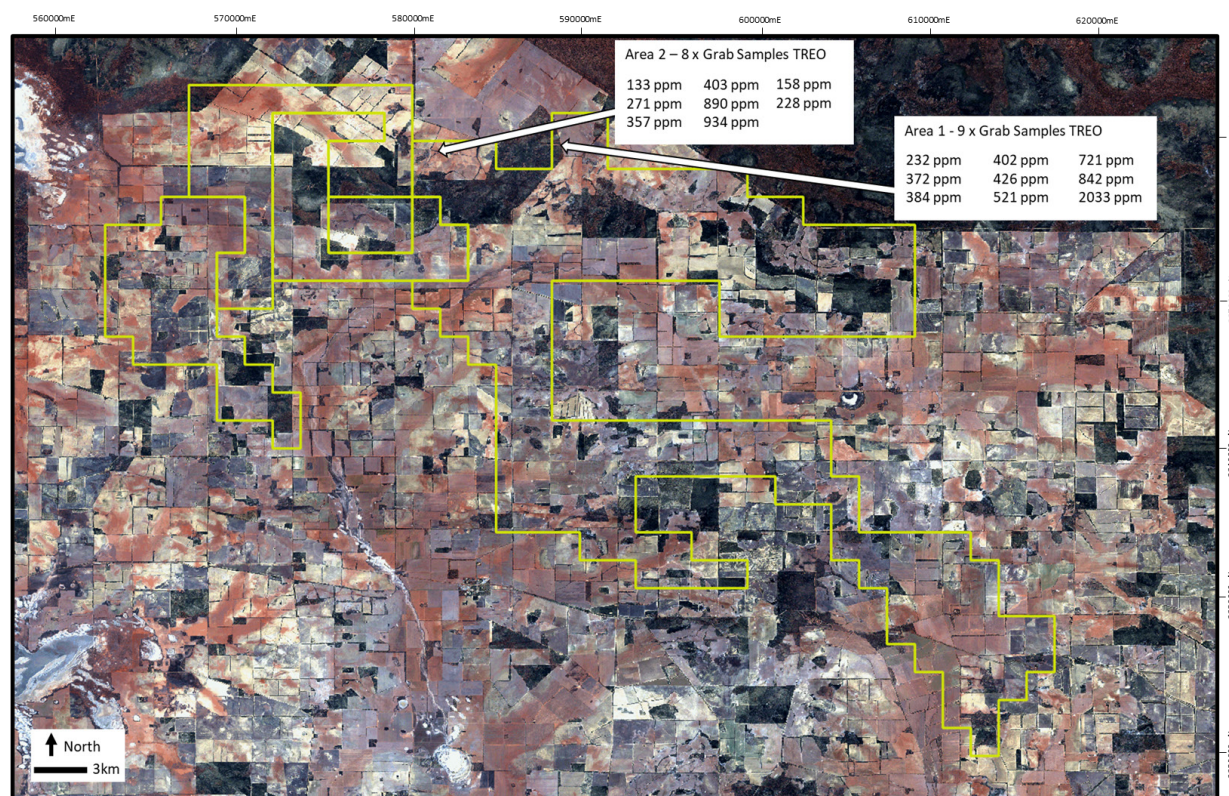 560000mE 570000mE 580000mE 590000mE 600000mE 610000mE 620000mE
Area 2 – 8 x Grab Samples TREO
133 ppm 403 ppm 158 ppm
271 ppm 890 ppm 228 ppm
357 ppm 934 ppm
Area 1 - 9 x Grab Samples TREO
232 ppm 402 ppm 721 ppm
372 ppm 426 ppm 842 ppm
384 ppm 521 ppm 2033 ppm
North
3km